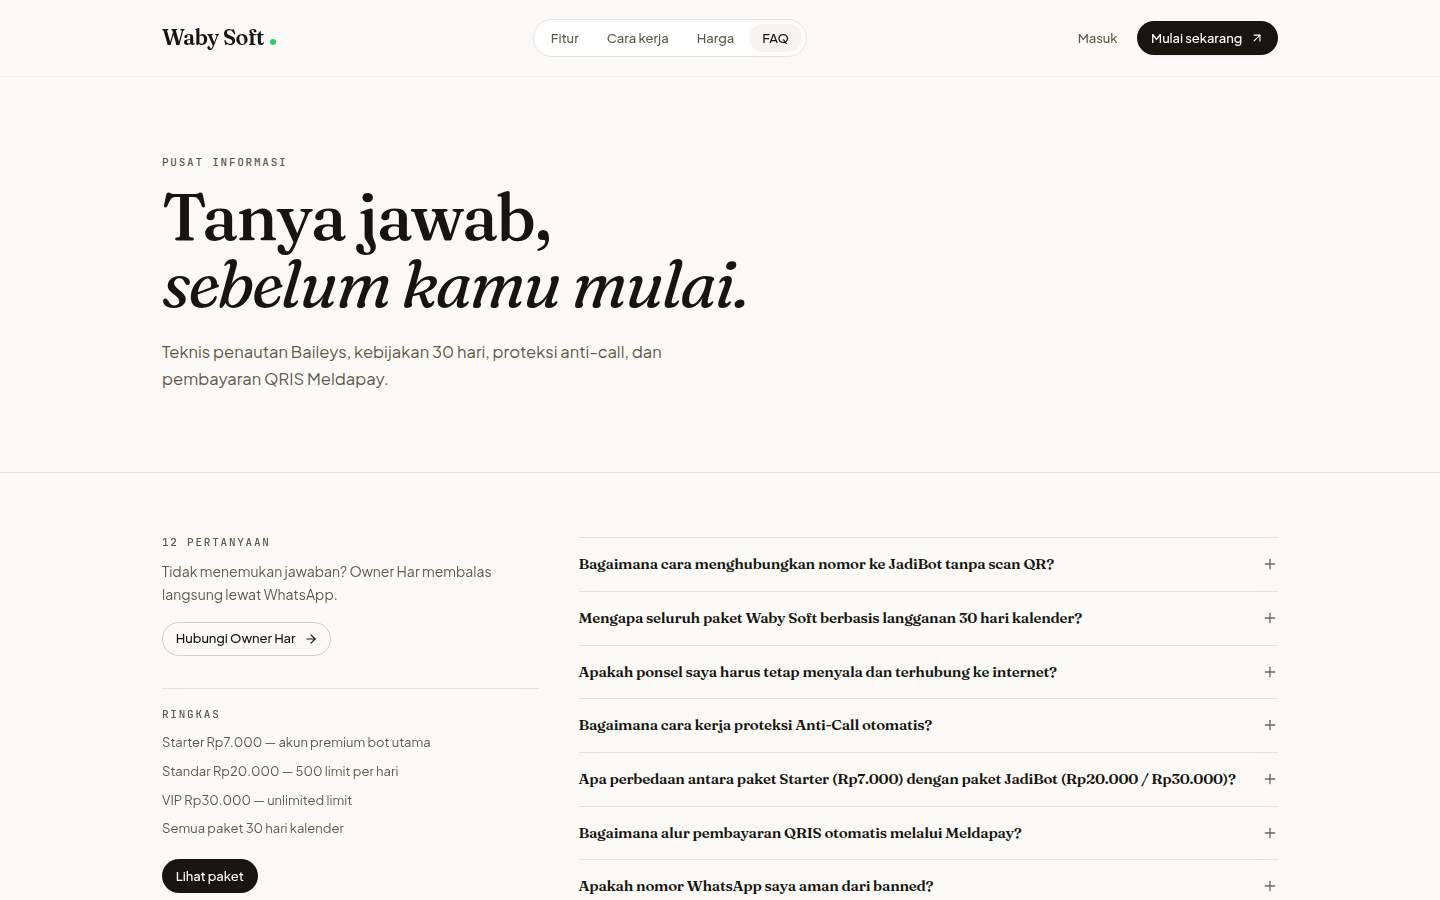 Waby Soft
Fitur
Cara kerja
Harga
FAQ
Masuk
Mulai sekarang
PUSAT INFORMASI
Tanya jawab,
sebelum kamu mulai.
Teknis penautan Baileys, kebijakan 30 hari, proteksi anti-call, dan
pembayaran QRIS Meldapay.
12 PERTANYAAN
Tidak menemukan jawaban? Owner Har membalas
langsung lewat WhatsApp.
Hubungi Owner Har
RINGKAS
Starter Rp7.000 — akun premium bot utama
Standar Rp20.000 — 500 limit per hari
VIP Rp30.000 — unlimited limit
Semua paket 30 hari kalender
Lihat paket
Bagaimana cara menghubungkan nomor ke JadiBot tanpa scan QR?
Mengapa seluruh paket Waby Soft berbasis langganan 30 hari kalender?
Apakah ponsel saya harus tetap menyala dan terhubung ke internet?
Bagaimana cara kerja proteksi Anti-Call otomatis?
Apa perbedaan antara paket Starter (Rp7.000) dengan paket JadiBot (Rp20.000 / Rp30.000)?
Bagaimana alur pembayaran QRIS otomatis melalui Meldapay?
Apakah nomor WhatsApp saya aman dari banned?